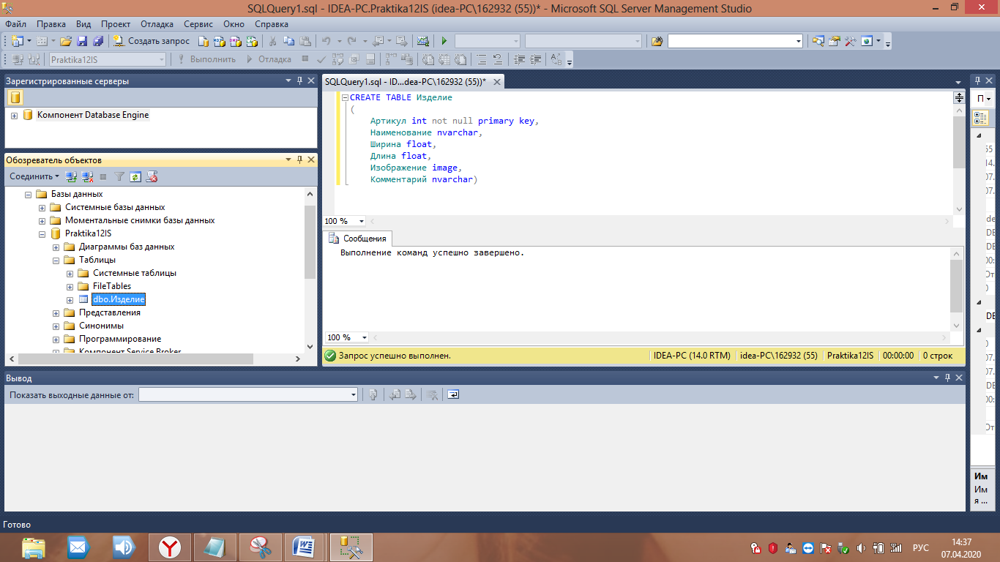 SQLQuery1.sql - IDEA-PC.Praktika12IS (idea-PC\162932 (55))* - Microsoft SQL Server Management Studio
Файл Правка Вид Проект Отладка Сервис Окно Справка
Создать запрос
Praktika12IS Выполнить Отладка
Зарегистрированные серверы
Компонент Database Engine
Обозреватель объектов
Соединить
Базы данных
Системные базы данных
Моментальные снимки базы данных
Praktika12IS
Диаграммы баз данных
Таблицы
Системные таблицы
FileTables
dbo.Изделие
Представления
Синонимы
Программирование
Компонент Service Broker
SQLQuery1.sql - ID...dea-PC\162932 (55))*
CREATE TABLE Изделие
(
Артикул int not null primary key,
Наименование nvarchar,
Ширина float,
Длина float,
Изображение image,
Комментарий nvarchar)
100 %
Сообщения
Выполнение команд успешно завершено.
100 %
Запрос успешно выполнен. IDEA-PC (14.0 RTM) idea-PC\162932 (55) Praktika12IS 00:00:00 0 строк
П
55
14.
07.
07.
de
DE
00:
От
0
DE
0
07.
07.
DE
00:
От
Им
Им
я ...
Вывод
Показать выходные данные от:
Готово
РУС
14:37
07.04.2020